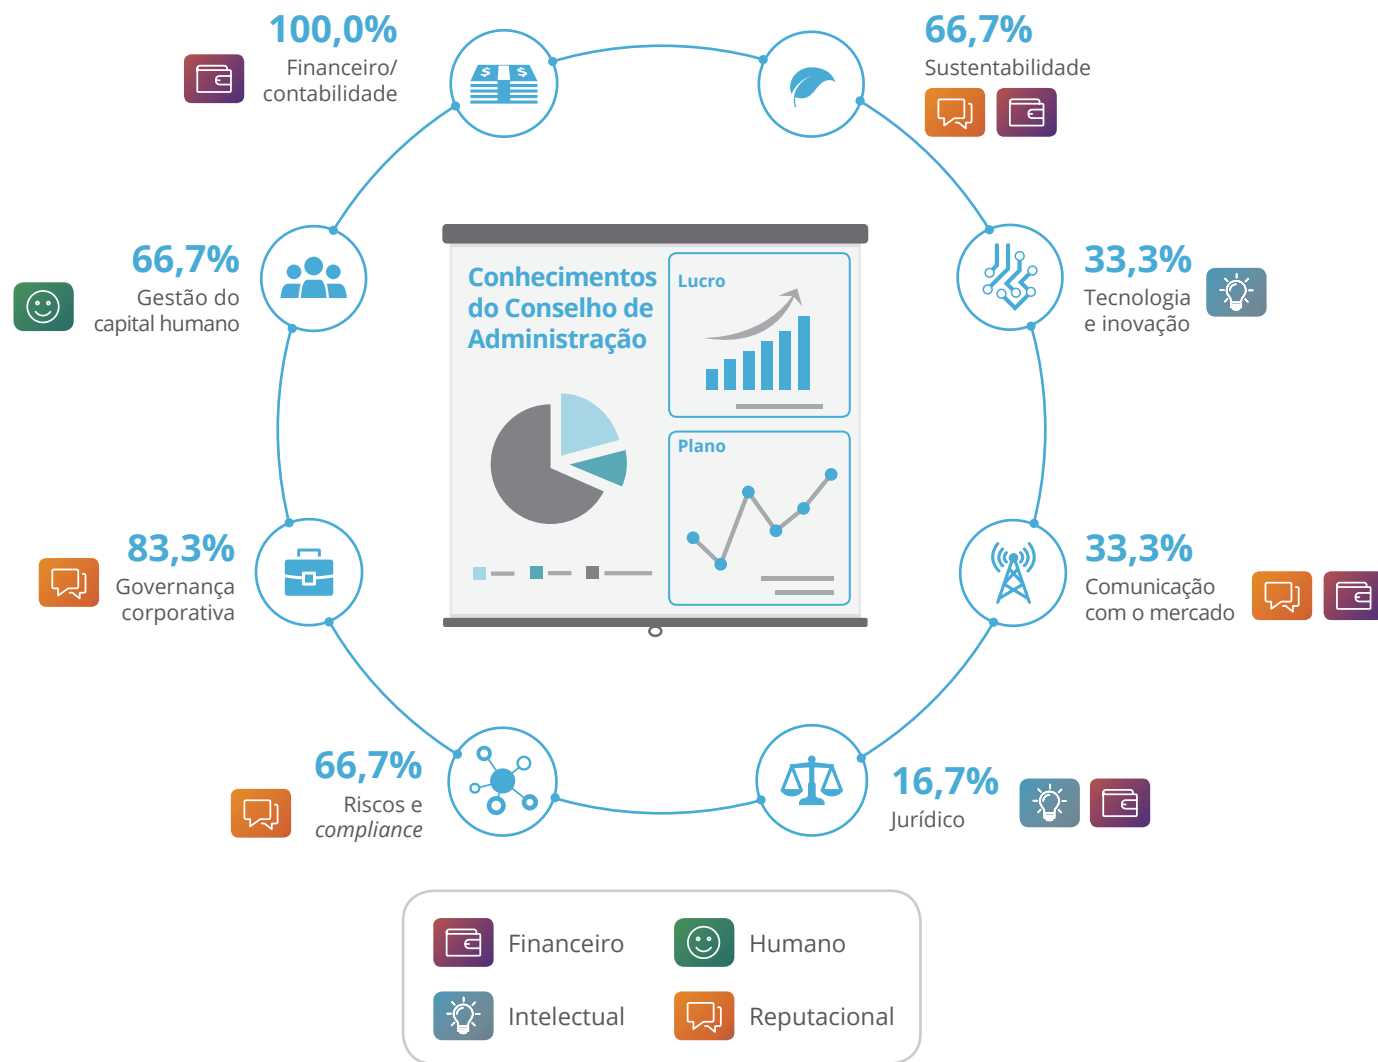 100,0%
Financeiro/
contabilidade
66,7%
Sustentabilidade
66,7%
Gestão do
capital humano
Conhecimentos
do Conselho de
Administração
Lucro
Plano
33,3%
Tecnologia
e inovação
83,3%
Governança
corporativa
33,3%
Comunicação
com o mercado
66,7%
Riscos e
compliance
16,7%
Jurídico
Financeiro
Humano
Intelectual
Reputacional